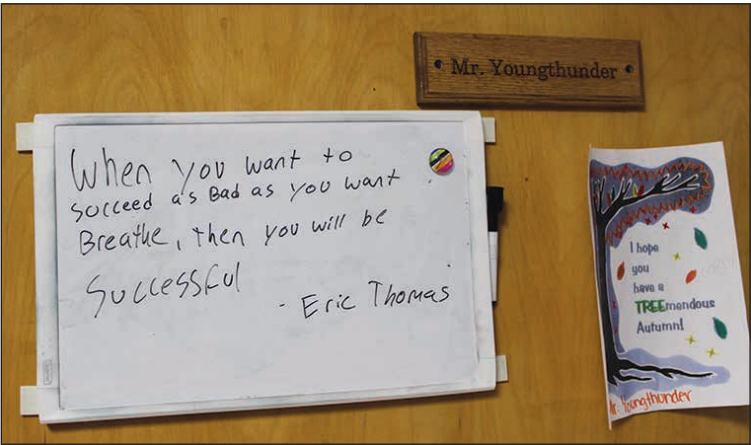 Mr. Youngthunder
When you want to
succeed as Bad as you want
Breathe, then you will be
Successful
- Eric Thomas
I hope
you
have a
TREEmendous
Autumn!
Mr. Youngthunder